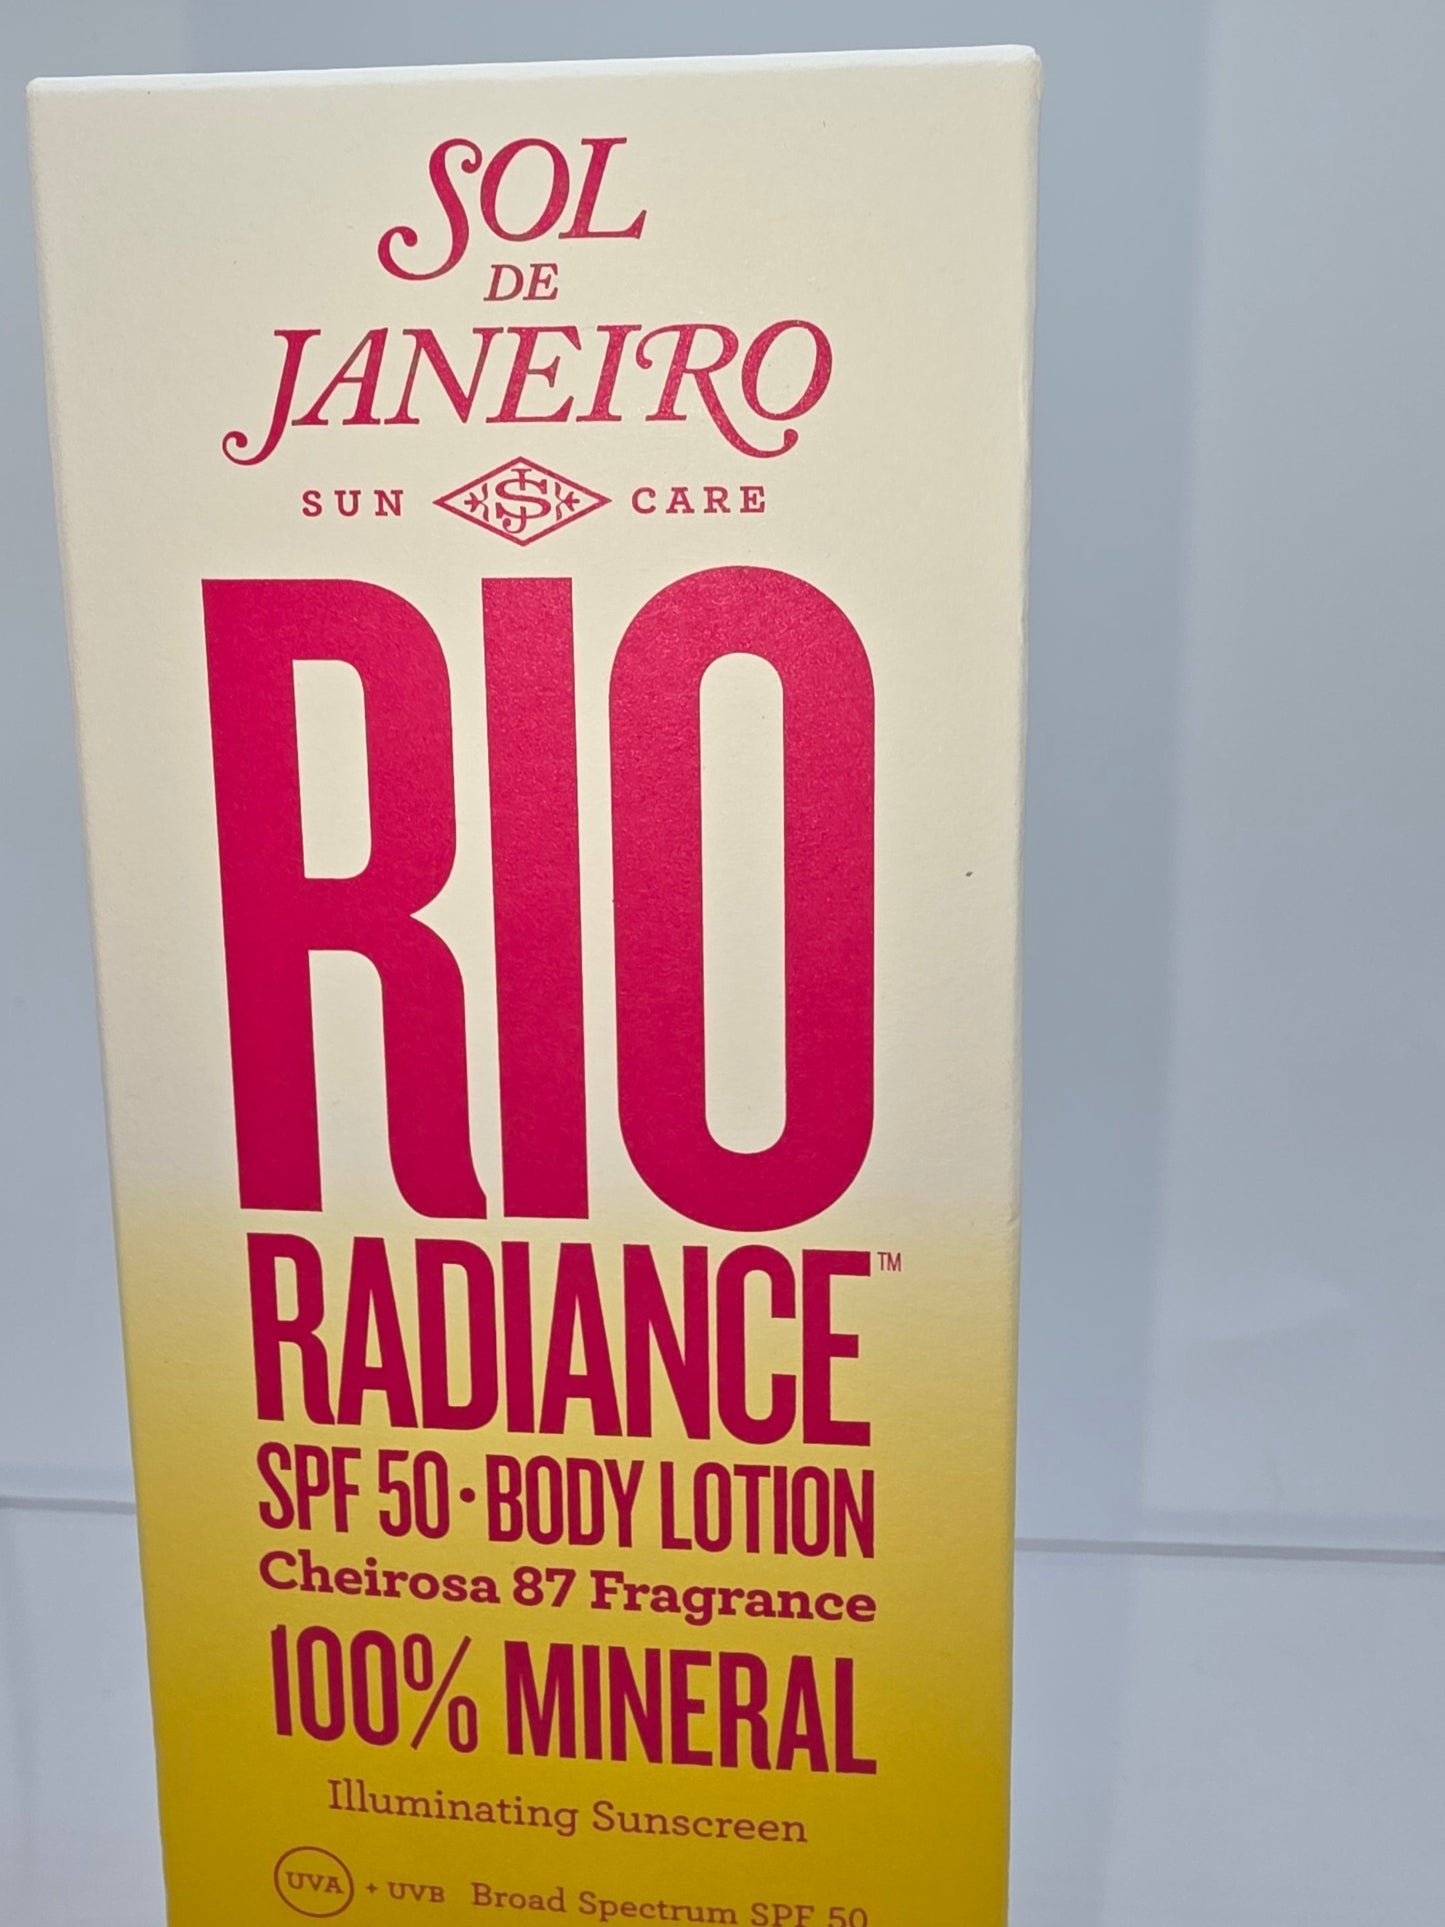 SOL
DE
JANEIRO
SUN SJ CARE
RIO
RADIANCE™
SPF 50 · BODY LOTION
Cheirosa 87 Fragrance
100% MINERAL
Illuminating Sunscreen
UVA + UVB Broad Spectrum SPF 50